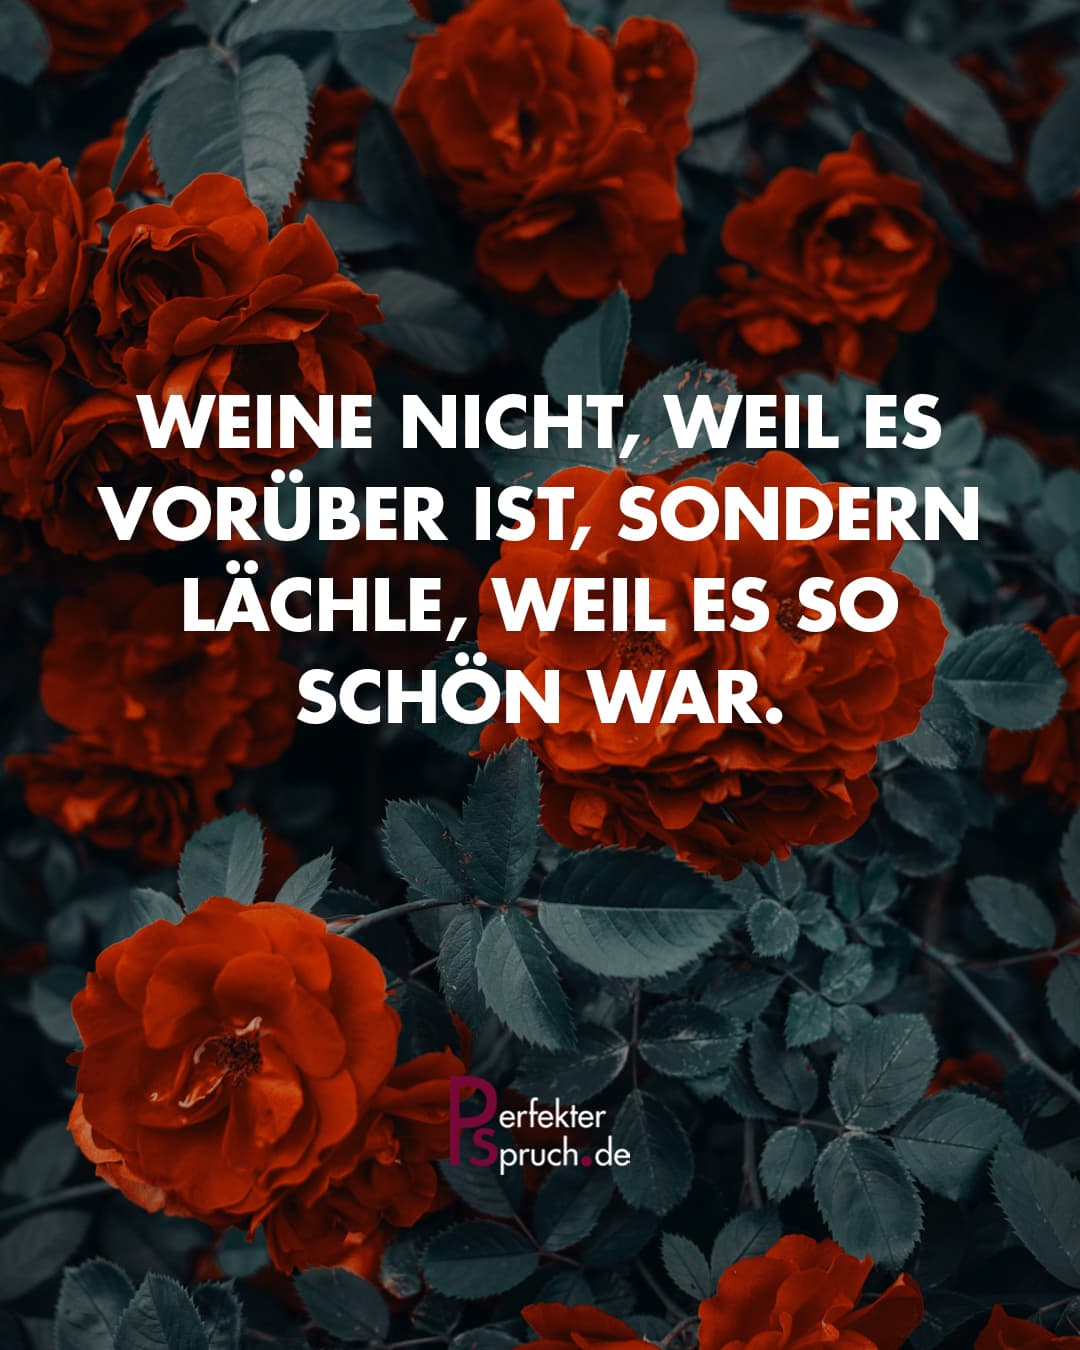 WEINE NICHT, WEIL ES
VORÜBER IST, SONDERN
LÄCHLE, WEIL ES SO
SCHÖN WAR.
Perfekter
Spruch.de